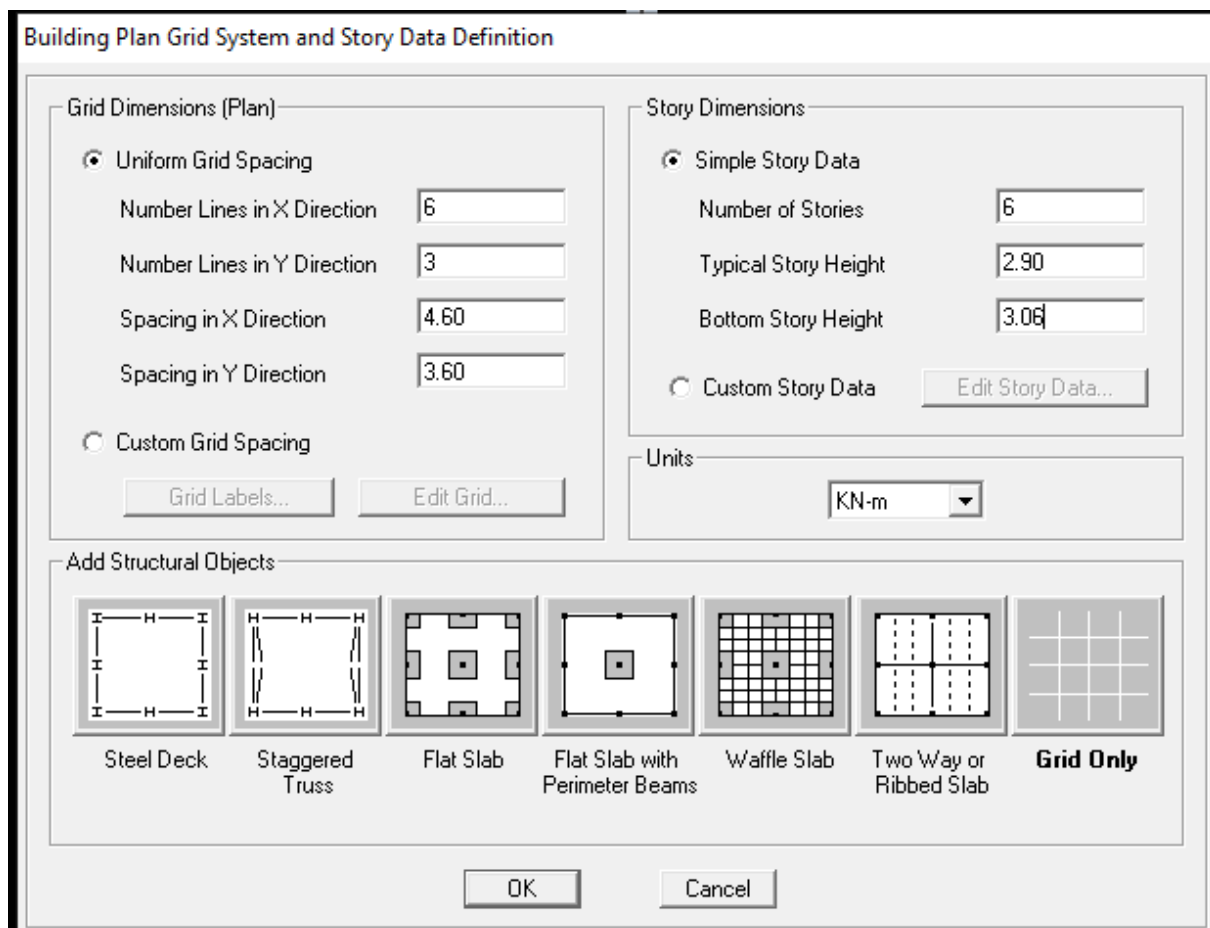 Building Plan Grid System and Story Data Definition
Grid Dimensions (Plan)
Uniform Grid Spacing
Number Lines in X Direction 6
Number Lines in Y Direction 3
Spacing in X Direction 4.60
Spacing in Y Direction 3.60
Custom Grid Spacing
Grid Labels... Edit Grid...
Story Dimensions
Simple Story Data
Number of Stories 6
Typical Story Height 2.90
Bottom Story Height 3.06
Custom Story Data Edit Story Data...
Units
KN-m
Add Structural Objects
Steel Deck
Staggered
Truss
Flat Slab
Flat Slab with
Perimeter Beams
Waffle Slab
Two Way or
Ribbed Slab
Grid Only
OK Cancel